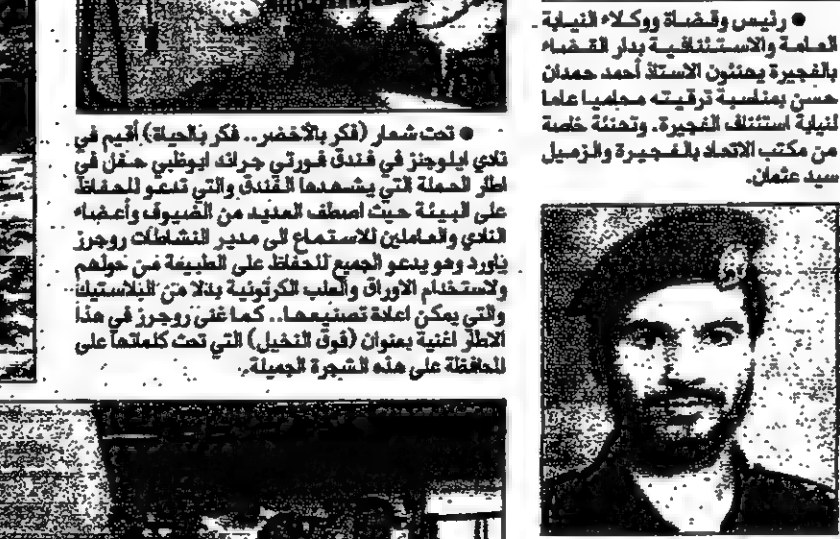 ● رئيس وقضاة ووكلاء النيابة
العامة والاستئنافية بدار القضاء
بالفجيرة يهنئون الاستاذ أحمد حمدان
حسن بمناسبة ترقيته محاميا عاما
لنيابة استئناف الفجيرة. وتهنئة خاصة
من مكتب الاتحاد بالفجيرة والزميل
سيد عثمان.
● تحت شعار (فكر بالأخضر.. فكر بالحياة) أقيم في
نادي ايلوجنز في فندق فورتي جراند ابوظبي حفل في
اطار الحملة التي يشهدها الفندق والتي تدعو للحفاظ
على البيئة حيث اصطف العديد من الضيوف وأعضاء
النادي والعاملين للاستماع الى مدير النشاطات روجرز
ناورد وهو يدعو الجميع للحفاظ على الطبيعة من حولهم
ولاستخدام الاوراق والعلب الكرتونية بدلا من البلاستيك
والتي يمكن اعادة تصنيعها.. كما غنى روجرز في هذا
الاطار اغنية بعنوان (فوق النخيل) التي تحث كلماتها على
المحافظة على هذه الشجرة الجميلة.